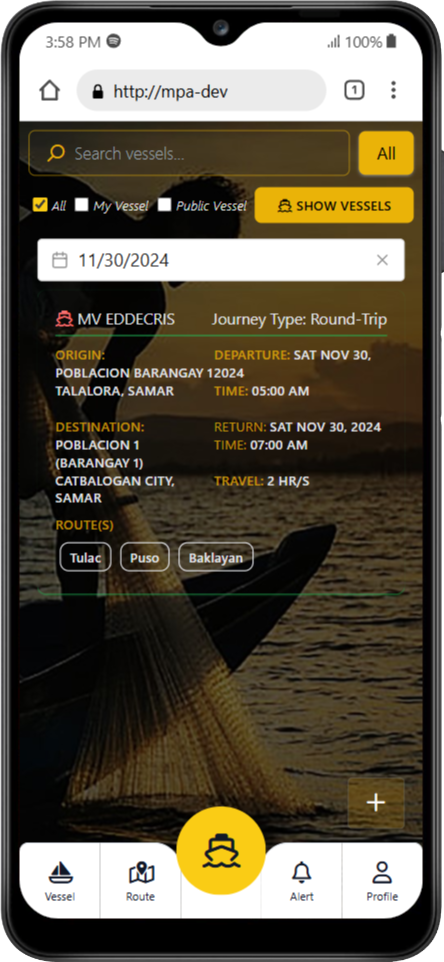 3:58 PM 100%
http://mpa-dev 1
Search vessels... All
All My Vessel Public Vessel SHOW VESSELS
11/30/2024
MV EDDECRIS Journey Type: Round-Trip
ORIGIN: DEPARTURE: SAT NOV 30,
POBLACION BARANGAY 1 2024
TALALORA, SAMAR TIME: 05:00 AM
DESTINATION: RETURN: SAT NOV 30, 2024
POBLACION 1 TIME: 07:00 AM
(BARANGAY 1)
CATBALOGAN CITY, TRAVEL: 2 HR/S
SAMAR
ROUTE(S)
Tulac Puso Baklayan
+
Vessel Route Alert Profile